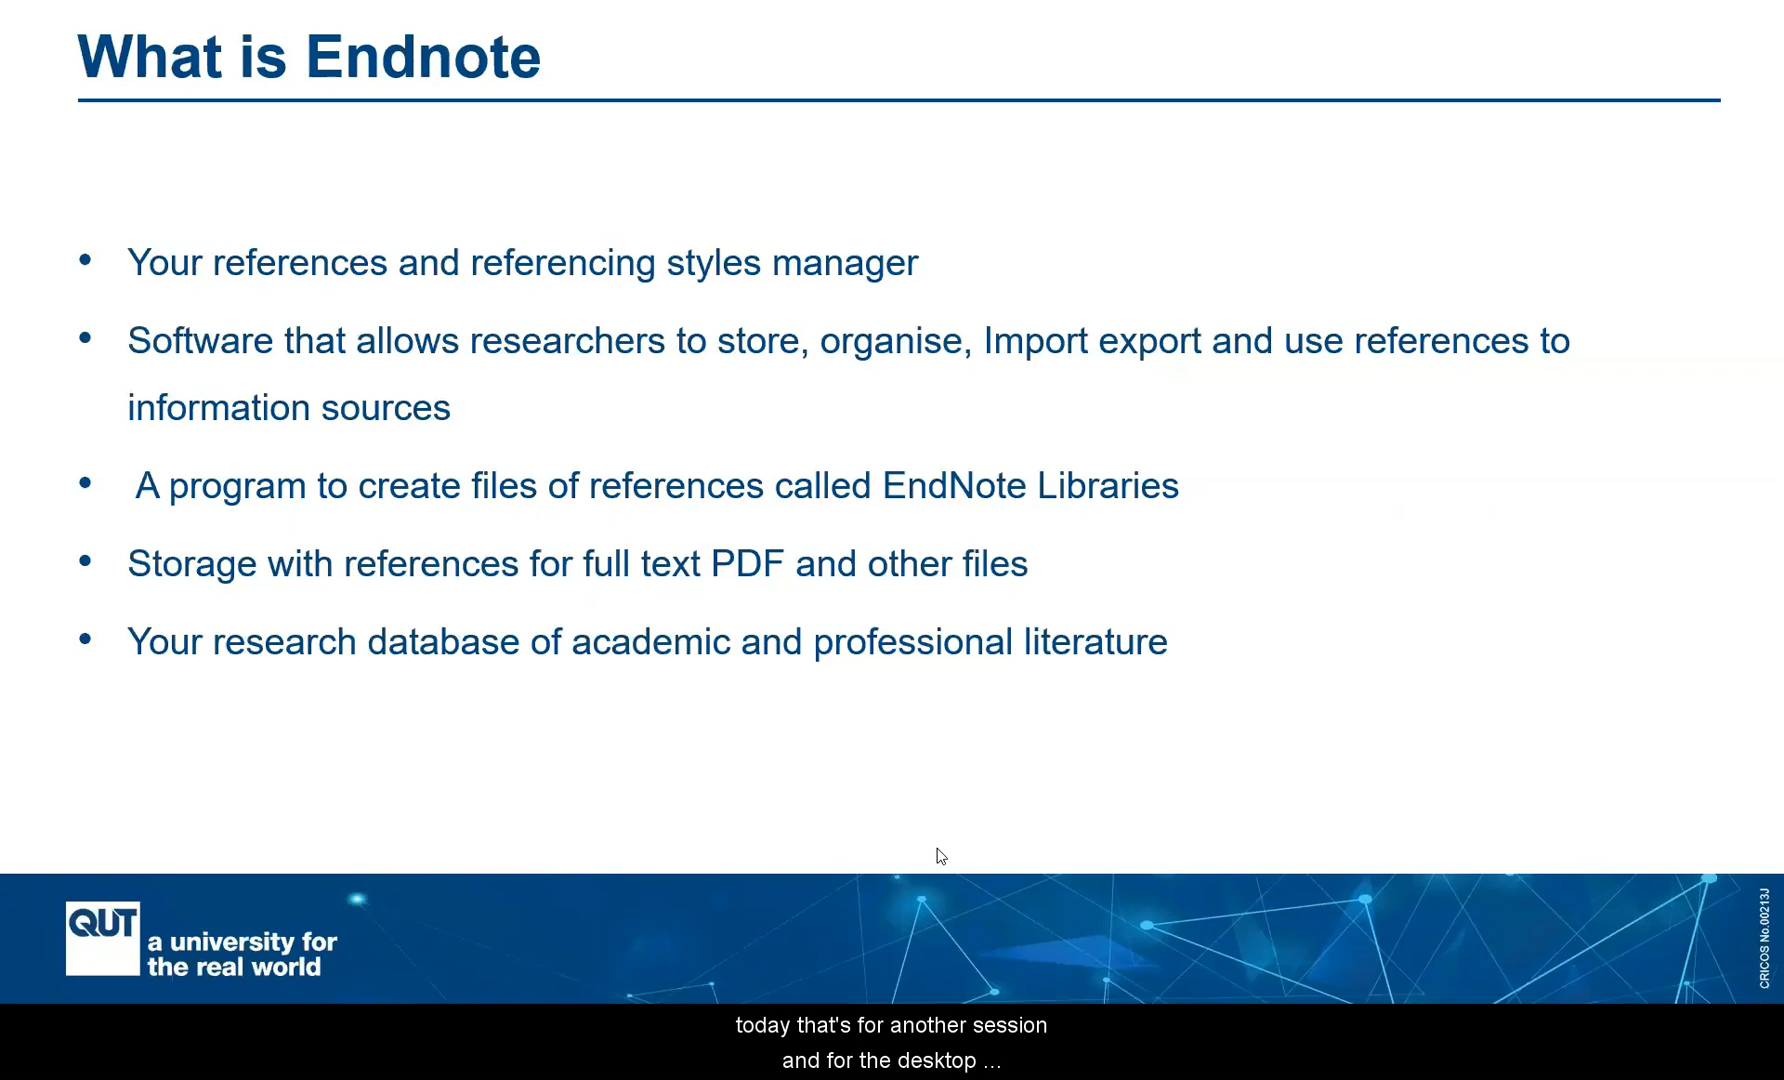 What is Endnote
• Your references and referencing styles manager
• Software that allows researchers to store, organise, Import export and use references to
information sources
• A program to create files of references called EndNote Libraries
• Storage with references for full text PDF and other files
• Your research database of academic and professional literature
QUT
a university for
the real world
CRICOS No.00213J
today that's for another session
and for the desktop ...